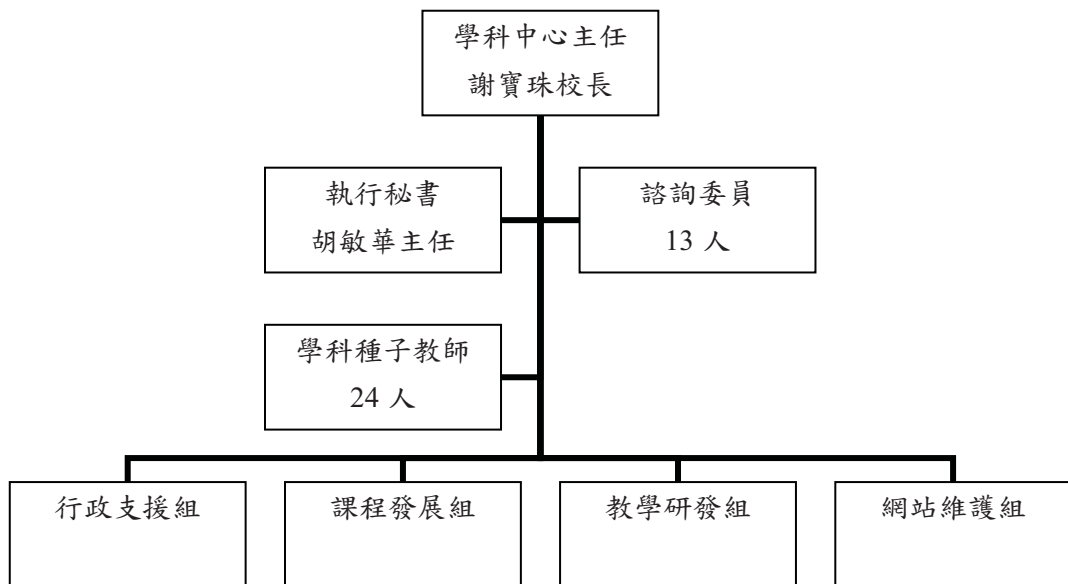 學科中心主任
謝寶珠校長
執行秘書
胡敏華主任
諮詢委員
13 人
學科種子教師
24 人
行政支援組
課程發展組
教學研發組
網站維護組